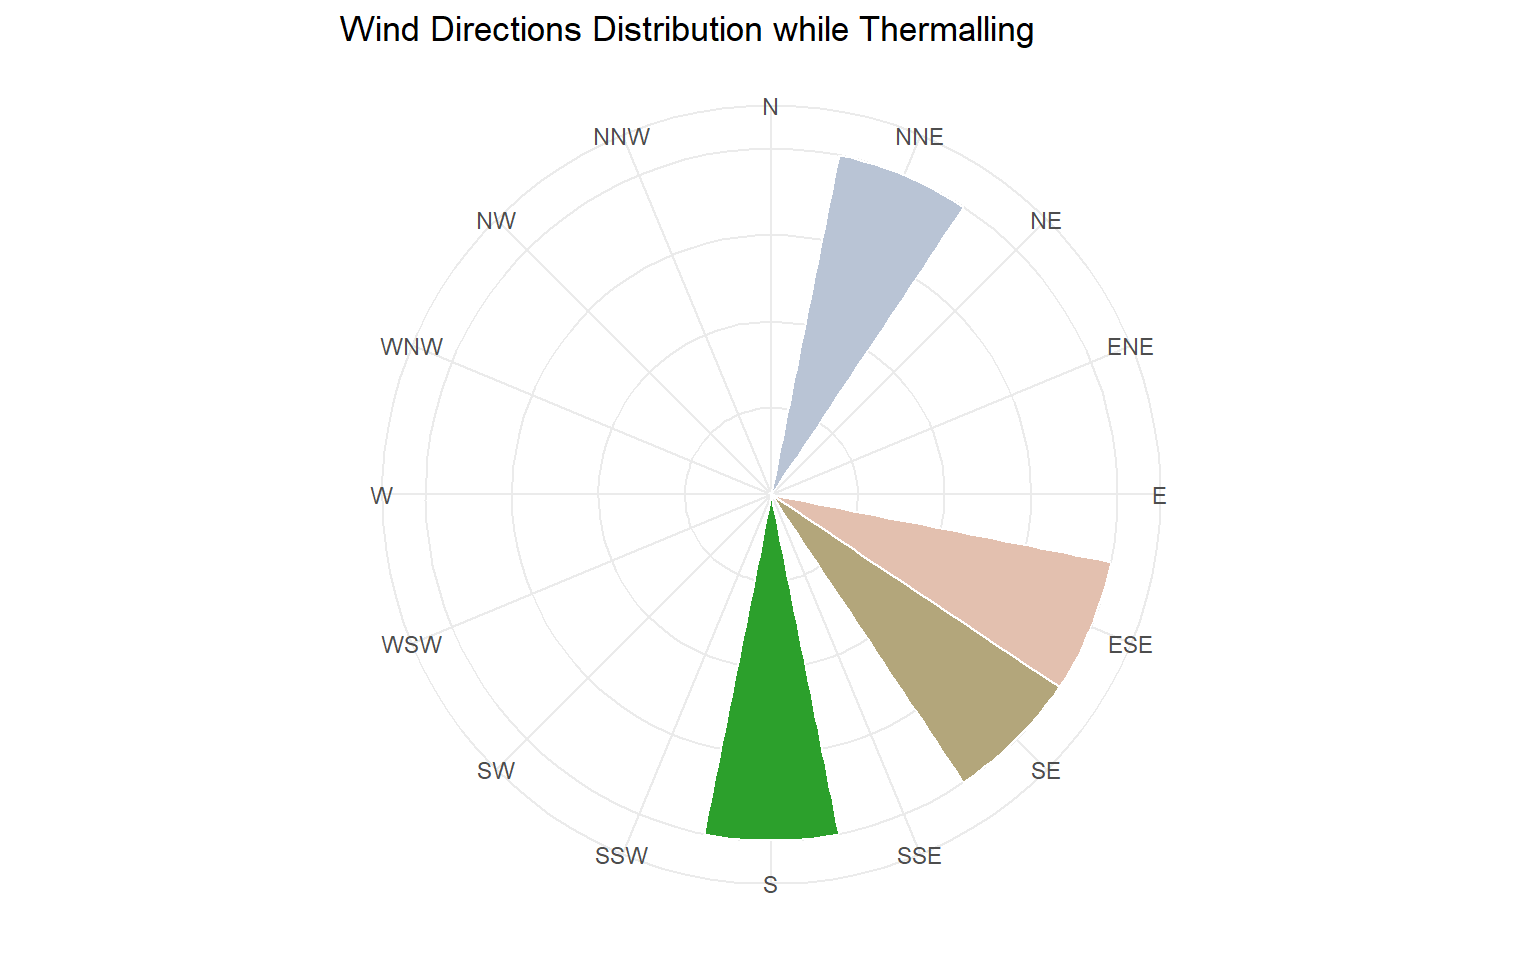 Wind Directions Distribution while Thermalling
N
NNW
NNE
NW
NE
WNW
ENE
W
E
WSW
ESE
SW
SE
SSW
SSE
S